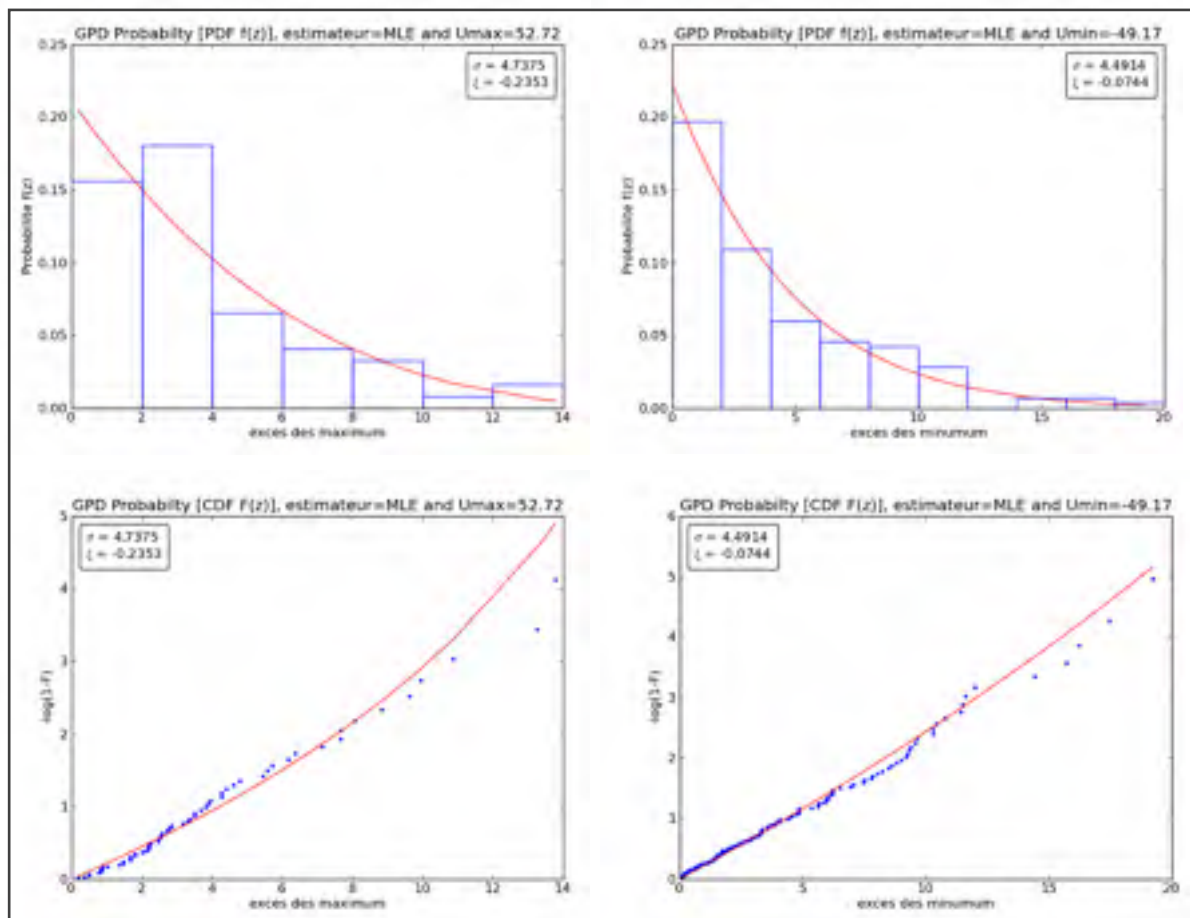 GPD Probabilty [PDF f(z)], estimateur=MLE and Umax=52.72
σ = 4.7375
ξ = -0.2353
0.25
0.20
0.15
0.10
0.05
0.00
Probabilite f(z)
0 2 4 6 8 10 12 14
exces des maximum
GPD Probabilty [PDF f(z)], estimateur=MLE and Umin=-49.17
σ = 4.4914
ξ = -0.0744
0.25
0.20
0.15
0.10
0.05
0.00
Probabilite f(z)
0 5 10 15 20
exces des minumum
GPD Probabilty [CDF F(z)], estimateur=MLE and Umax=52.72
σ = 4.7375
ξ = -0.2353
5
4
3
2
1
0
-log(1-F)
0 2 4 6 8 10 12 14
exces des maximum
GPD Probabilty [CDF F(z)], estimateur=MLE and Umin=-49.17
σ = 4.4914
ξ = -0.0744
6
5
4
3
2
1
0
-log(1-F)
0 5 10 15 20
exces des minumum